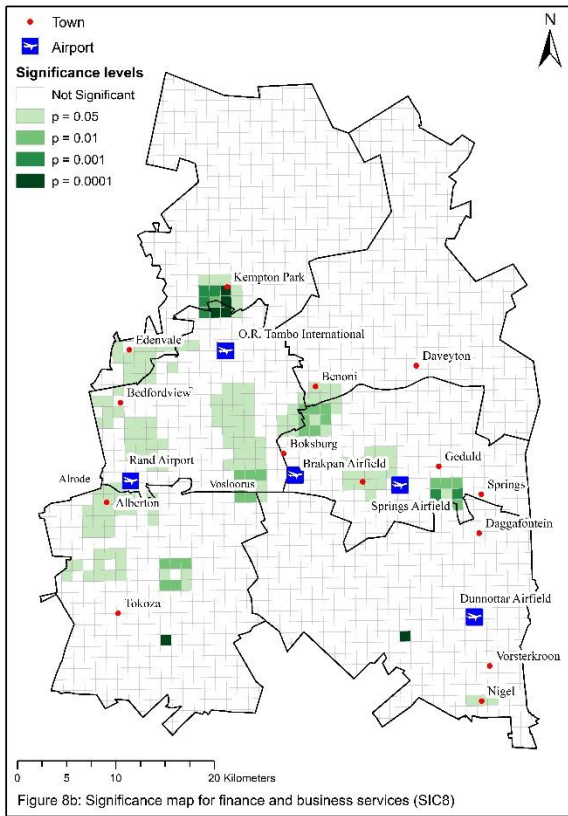 Town
Airport
Significance levels
Not Significant
p = 0.05
p = 0.01
p = 0.001
p = 0.0001
N
Kempton Park
Edenvale
O.R. Tambo International
Daveyton
Benoni
Bedfordview
Boksburg
Geduld
Rand Airport
Brakpan Airfield
Alrode
Vosloorus
Springs
Alberton
Springs Airfield
Daggafontein
Dunnottar Airfield
Tokoza
Vorsterkroon
Nigel
0 5 10 20 Kilometers
Figure 8b: Significance map for finance and business services (SIC8)